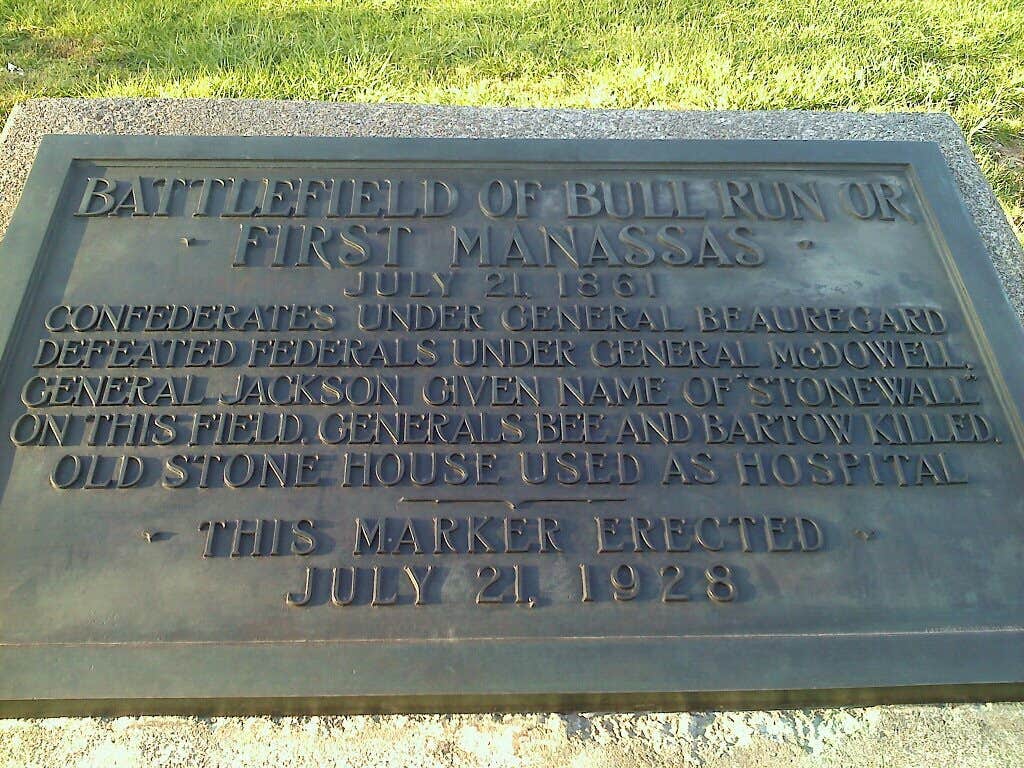 BATTLEFIELD OF BULL RUN OR
FIRST MANASSAS
JULY 21, 1861
CONFEDERATES UNDER GENERAL BEAUREGARD
DEFEATED FEDERALS UNDER GENERAL MCDOWELL,
GENERAL JACKSON GIVEN NAME OF "STONEWALL"
ON THIS FIELD. GENERALS BEE AND BARTOW KILLED.
OLD STONE HOUSE USED AS HOSPITAL
THIS MARKER ERECTED
JULY 21, 1928